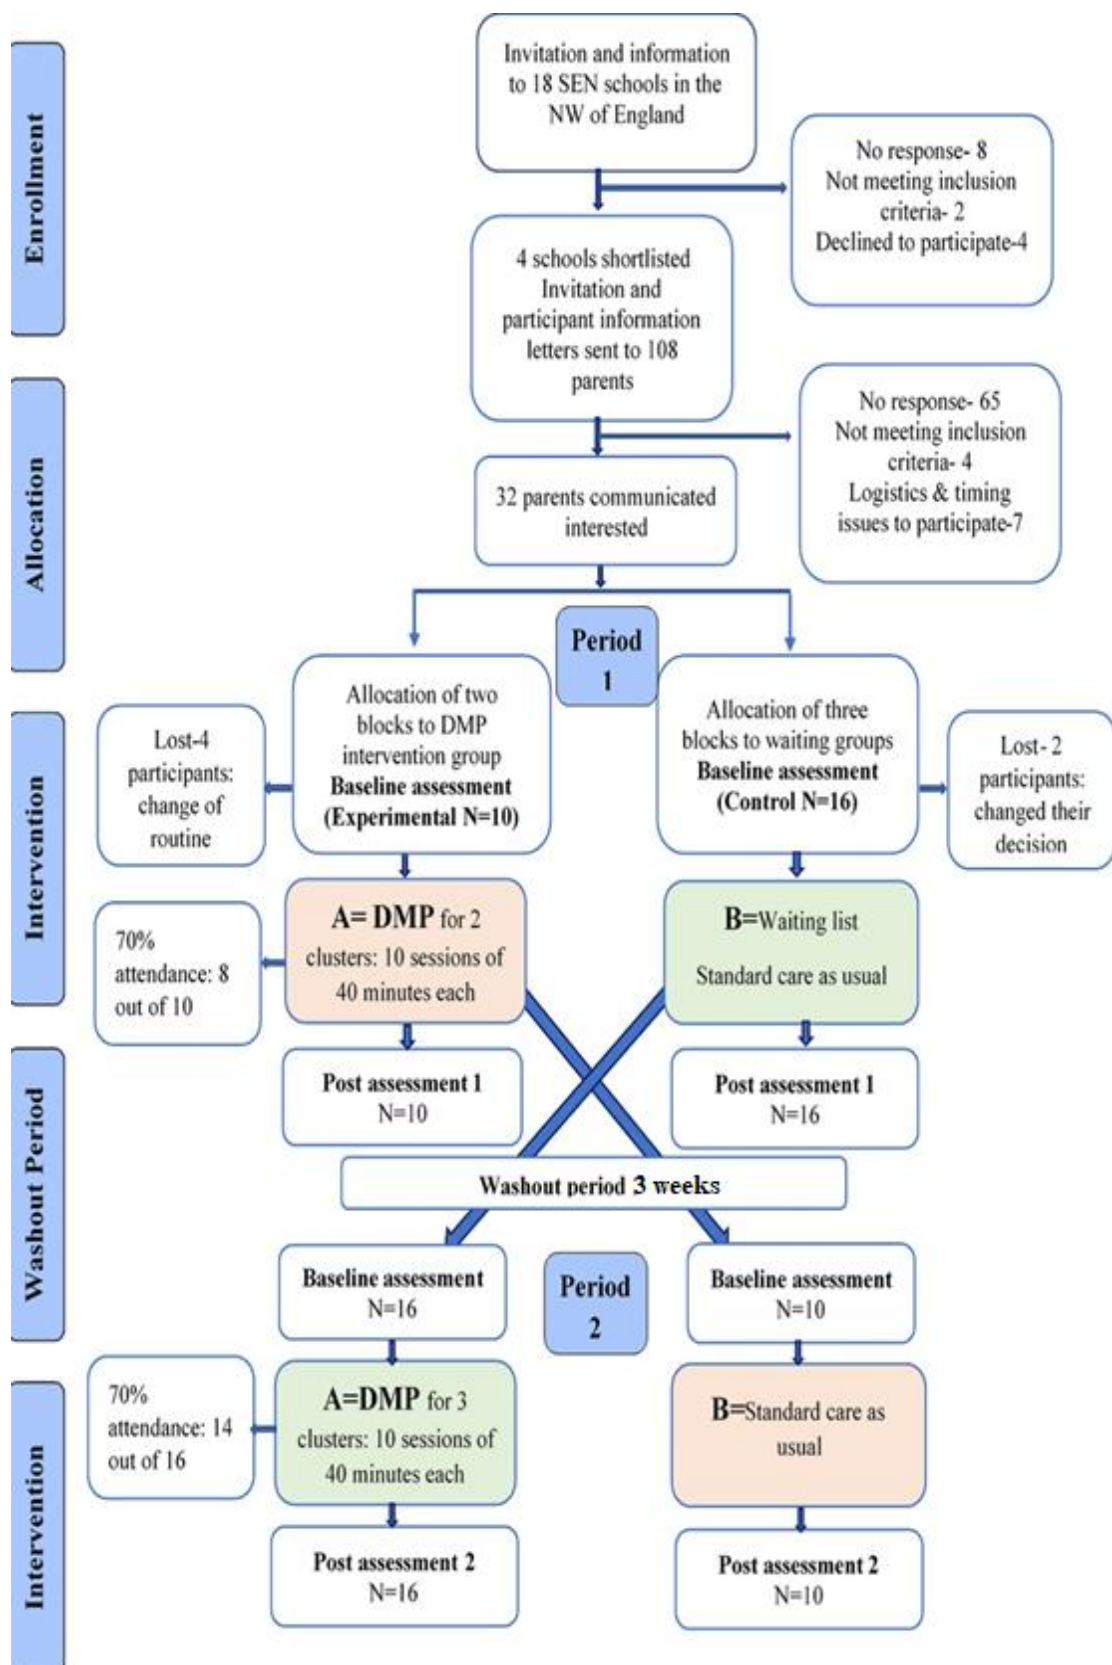 Enrollment
Invitation and information
to 18 SEN schools in the
NW of England
No response- 8
Not meeting inclusion
criteria- 2
Declined to participate-4
4 schools shortlisted
Invitation and
participant information
letters sent to 108
parents
Allocation
No response- 65
Not meeting inclusion
criteria- 4
Logistics & timing
issues to participate-7
32 parents communicated
interested
Period
1
Allocation of two
blocks to DMP
intervention group
Baseline assessment
(Experimental N=10)
Allocation of three
blocks to waiting groups
Baseline assessment
(Control N=16)
Lost-4
participants:
change of
routine
Lost- 2
participants:
changed their
decision
Intervention
A= DMP for 2
clusters: 10 sessions of
40 minutes each
B=Waiting list
Standard care as usual
70%
attendance: 8
out of 10
Post assessment 1
N=10
Post assessment 1
N=16
Washout Period
Washout period 3 weeks
Baseline assessment
N=16
Period
2
Baseline assessment
N=10
70%
attendance: 14
out of 16
A=DMP for 3
clusters: 10 sessions of
40 minutes each
B=Standard care as
usual
Intervention
Post assessment 2
N=16
Post assessment 2
N=10